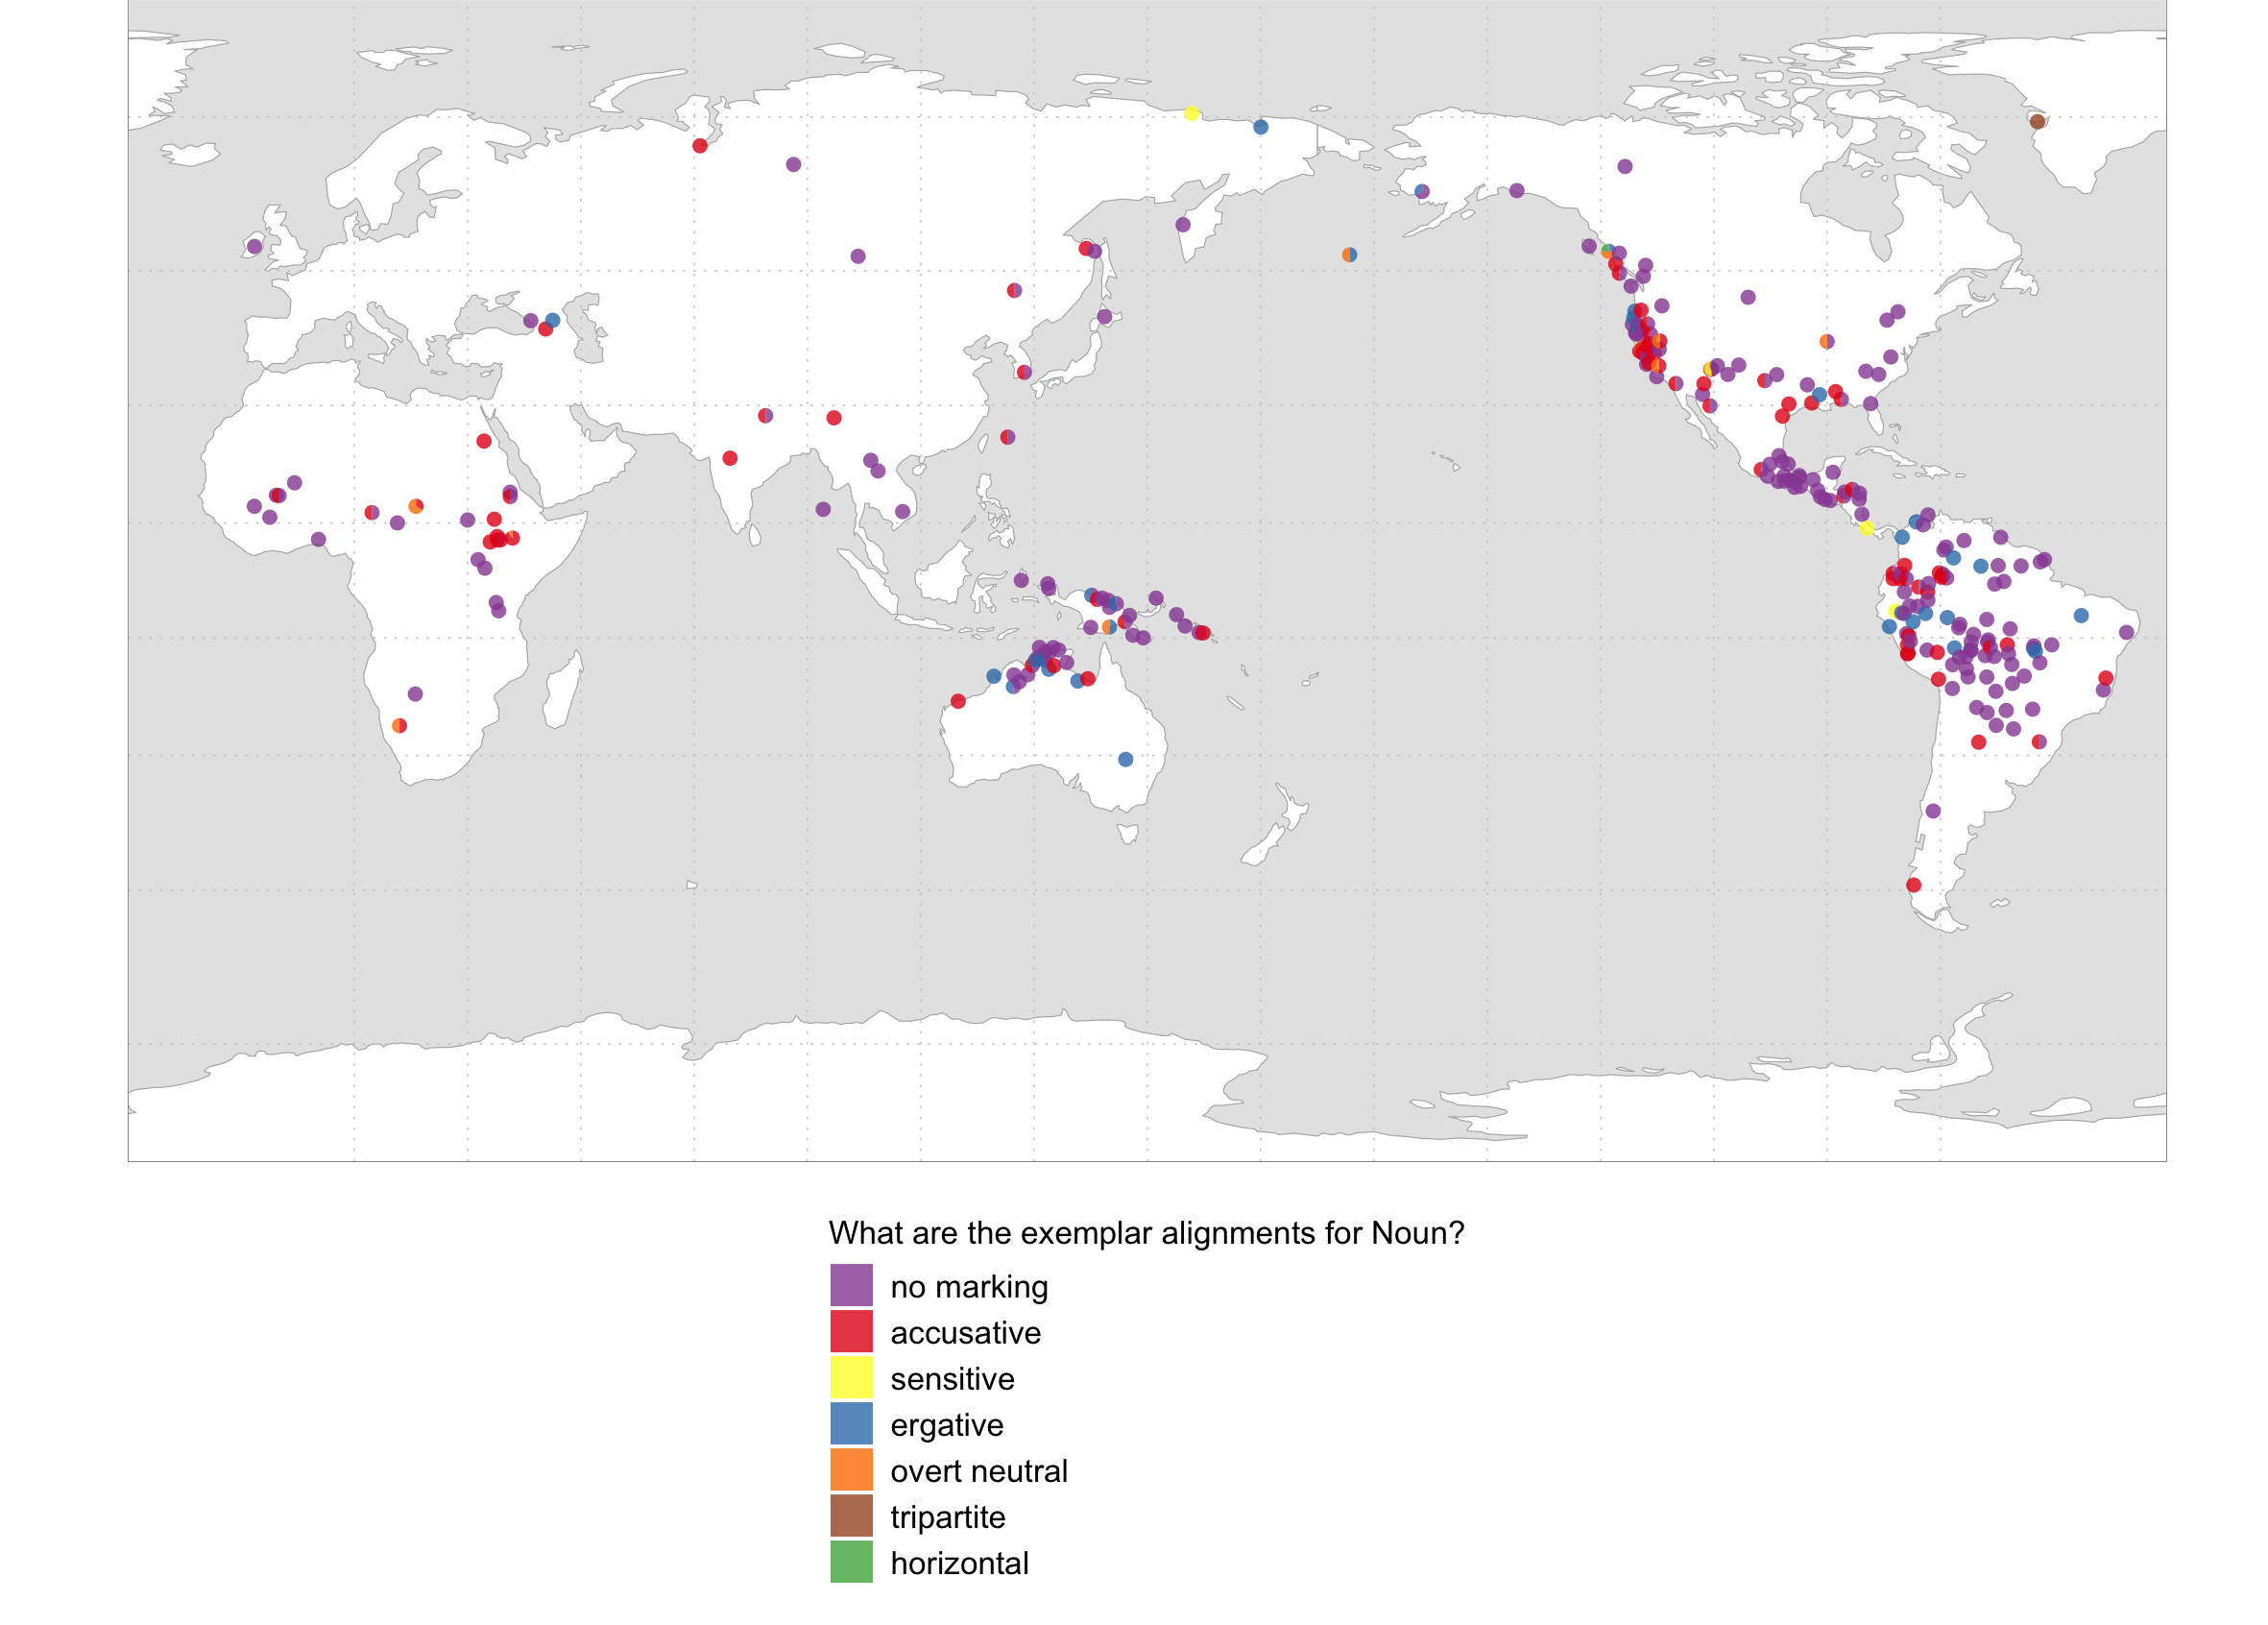 What are the exemplar alignments for Noun?
no marking
accusative
sensitive
ergative
overt neutral
tripartite
horizontal